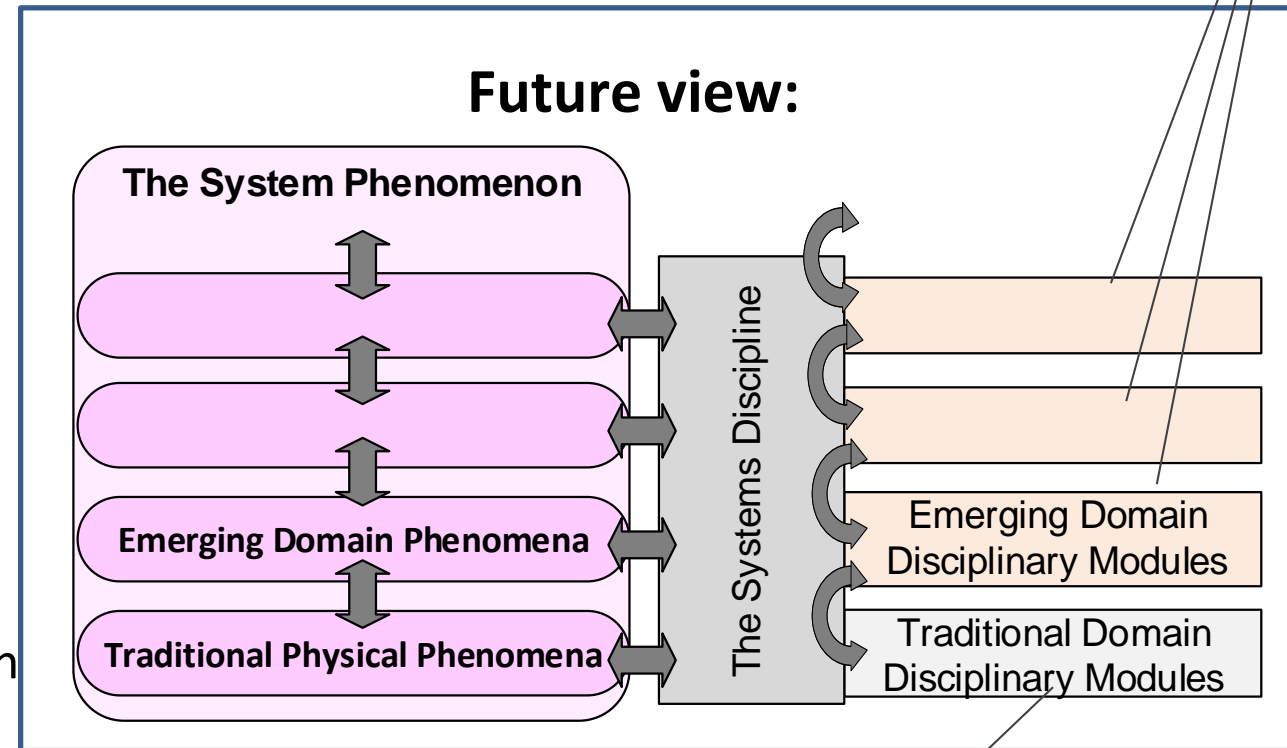 Future view:
The System Phenomenon
The Systems Discipline
Emerging Domain Phenomena
Emerging Domain
Disciplinary Modules
Traditional Physical Phenomena
Traditional Domain
Disciplinary Modules
n